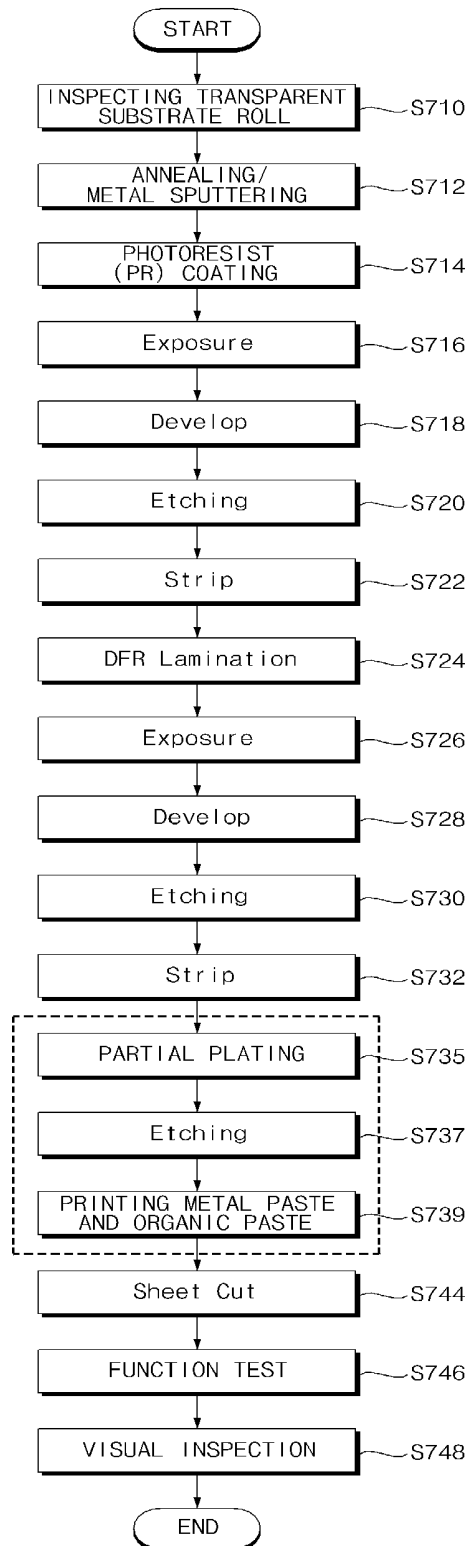 START
INSPECTING TRANSPARENT
SUBSTRATE ROLL
S710
ANNEALING/
METAL SPUTTERING
S712
PHOTORESIST
(PR) COATING
S714
Exposure
S716
Develop
S718
Etching
S720
Strip
S722
DFR Lamination
S724
Exposure
S726
Develop
S728
Etching
S730
Strip
S732
PARTIAL PLATING
S735
Etching
S737
PRINTING METAL PASTE
AND ORGANIC PASTE
S739
Sheet Cut
S744
FUNCTION TEST
S746
VISUAL INSPECTION
S748
END